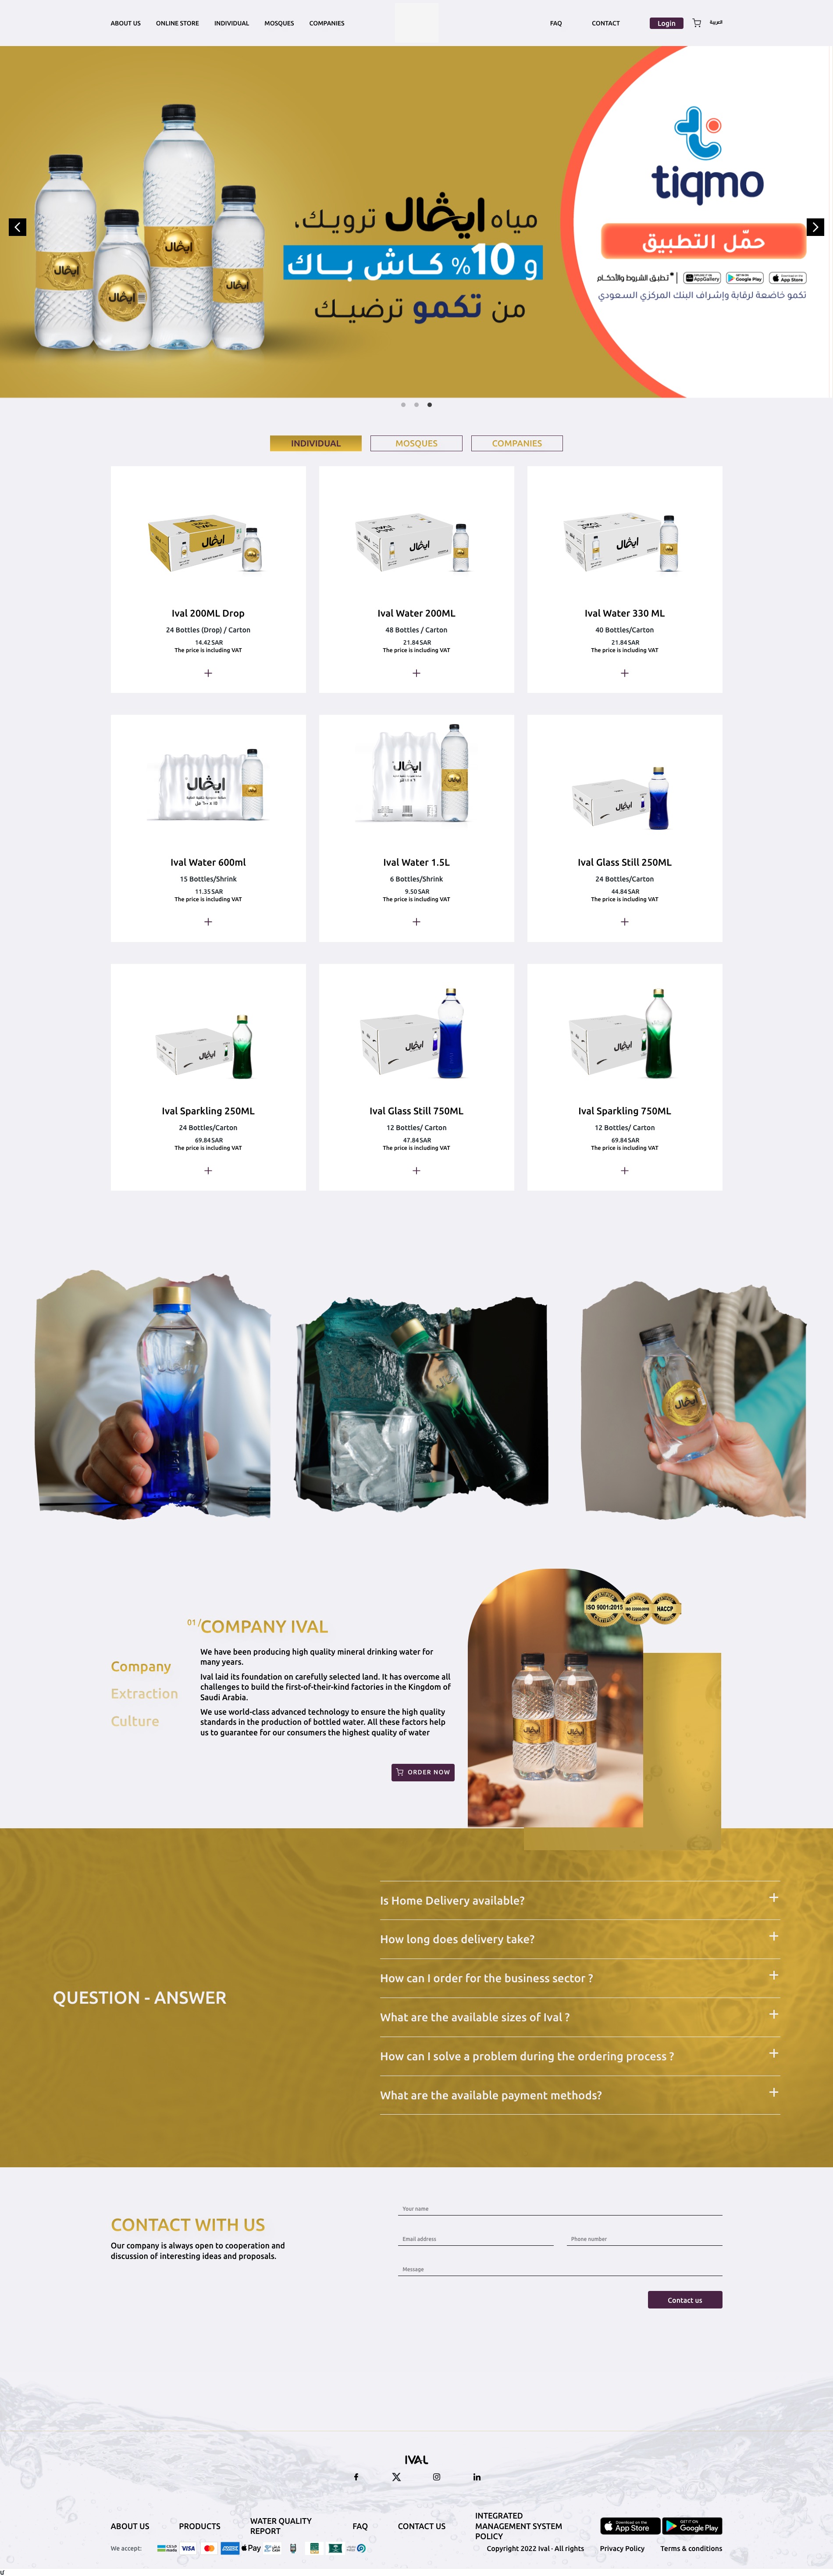 ABOUT US ONLINE STORE INDIVIDUAL MOSQUES COMPANIES FAQ CONTACT Login العربية
tiqmo
مياه ايڤال ترويك،
و 10% كـاش بــاك
من تكمو ترضيـك
حمّل التطبيق
*تطبق الشروط والأحكـام
AppGallery Google Play App Store
تكمو خاضعة لرقابة وإشراف البنك المركزي السعودي
ايڤال
ايڤال
ايڤال
ايڤال
INDIVIDUAL MOSQUES COMPANIES
Ival 200ML Drop
24 Bottles (Drop) / Carton
14.42 SAR
The price is including VAT
Ival Water 200ML
48 Bottles / Carton
21.84 SAR
The price is including VAT
Ival Water 330 ML
40 Bottles/Carton
21.84 SAR
The price is including VAT
Ival Water 600ml
15 Bottles/Shrink
11.35 SAR
The price is including VAT
Ival Water 1.5L
6 Bottles/Shrink
9.50 SAR
The price is including VAT
Ival Glass Still 250ML
24 Bottles/Carton
44.84 SAR
The price is including VAT
Ival Sparkling 250ML
24 Bottles/Carton
69.84 SAR
The price is including VAT
Ival Glass Still 750ML
12 Bottles/ Carton
47.84 SAR
The price is including VAT
Ival Sparkling 750ML
12 Bottles/ Carton
69.84 SAR
The price is including VAT
ISO 9001:2015 ISO 22000:2018 HACCP
01 / COMPANY IVAL
Company
Extraction
Culture
We have been producing high quality mineral drinking water for
many years.
Ival laid its foundation on carefully selected land. It has overcome all
challenges to build the first-of-their-kind factories in the Kingdom of
Saudi Arabia.
We use world-class advanced technology to ensure the high quality
standards in the production of bottled water. All these factors help
us to guarantee for our consumers the highest quality of water
ORDER NOW
QUESTION - ANSWER
Is Home Delivery available?
How long does delivery take?
How can I order for the business sector ?
What are the available sizes of Ival ?
How can I solve a problem during the ordering process ?
What are the available payment methods?
CONTACT WITH US
Our company is always open to cooperation and
discussion of interesting ideas and proposals.
Your name
Email address Phone number
Message
Contact us
IVAL
ABOUT US PRODUCTS WATER QUALITY REPORT FAQ CONTACT US INTEGRATED MANAGEMENT SYSTEM POLICY
Download on the App Store GET IT ON Google Play
We accept: mada VISA Pay
Copyright 2022 Ival - All rights Privacy Policy Terms & conditions